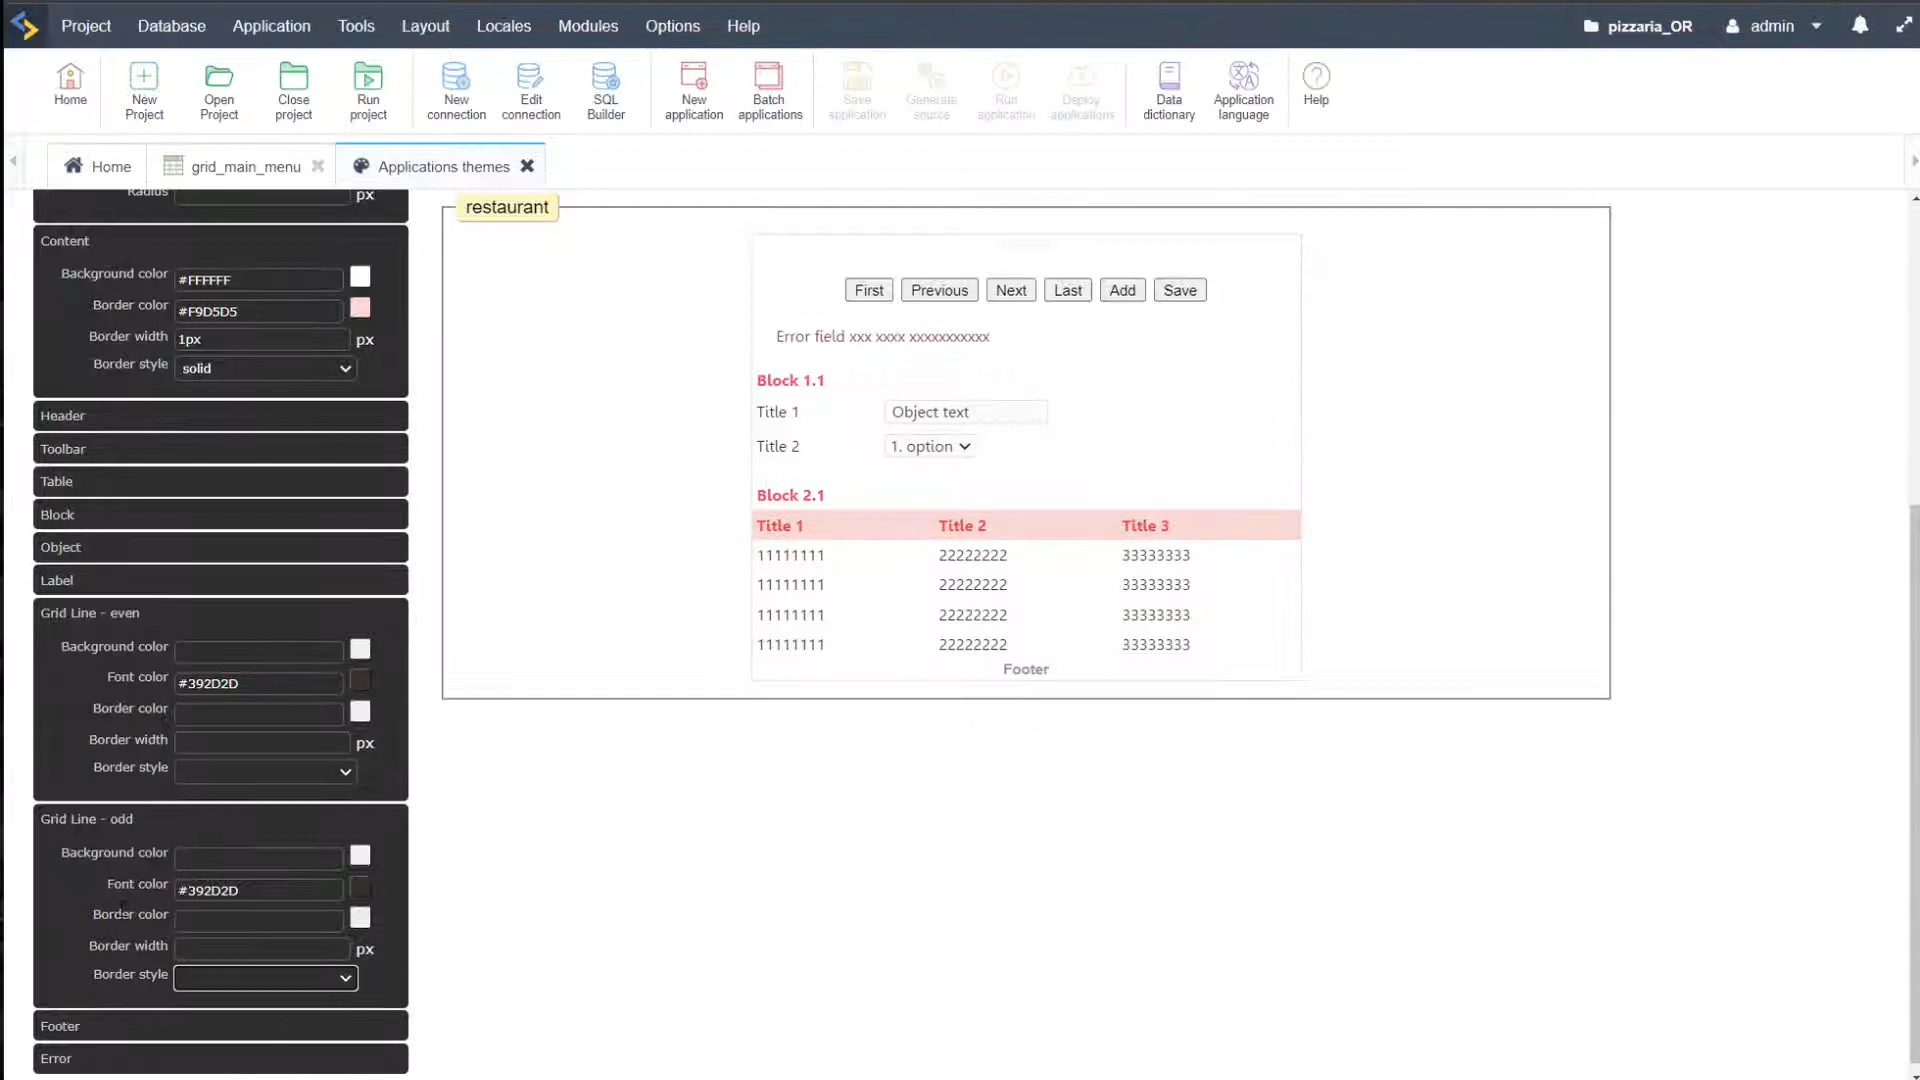 Project Database Application Tools Layout Locales Modules Options Help pizzaria_OR admin
Home
New Project
Open Project
Close project
Run project
New connection
Edit connection
SQL Builder
New application
Batch applications
Save application
Generate source
Run application
Deploy applications
Data dictionary
Application language
Help
Home grid_main_menu Applications themes
Radius px
Content
Background color #FFFFFF
Border color #F9D5D5
Border width 1px px
Border style solid
Header
Toolbar
Table
Block
Object
Label
Grid Line - even
Background color
Font color #392D2D
Border color
Border width px
Border style
Grid Line - odd
Background color
Font color #392D2D
Border color
Border width px
Border style
Footer
Error
restaurant
First Previous Next Last Add Save
Error field xxx xxxx xxxxxxxxxxx
Block 1.1
Title 1 Object text
Title 2 1. option
Block 2.1
Title 1 Title 2 Title 3
11111111 22222222 33333333
11111111 22222222 33333333
11111111 22222222 33333333
11111111 22222222 33333333
Footer